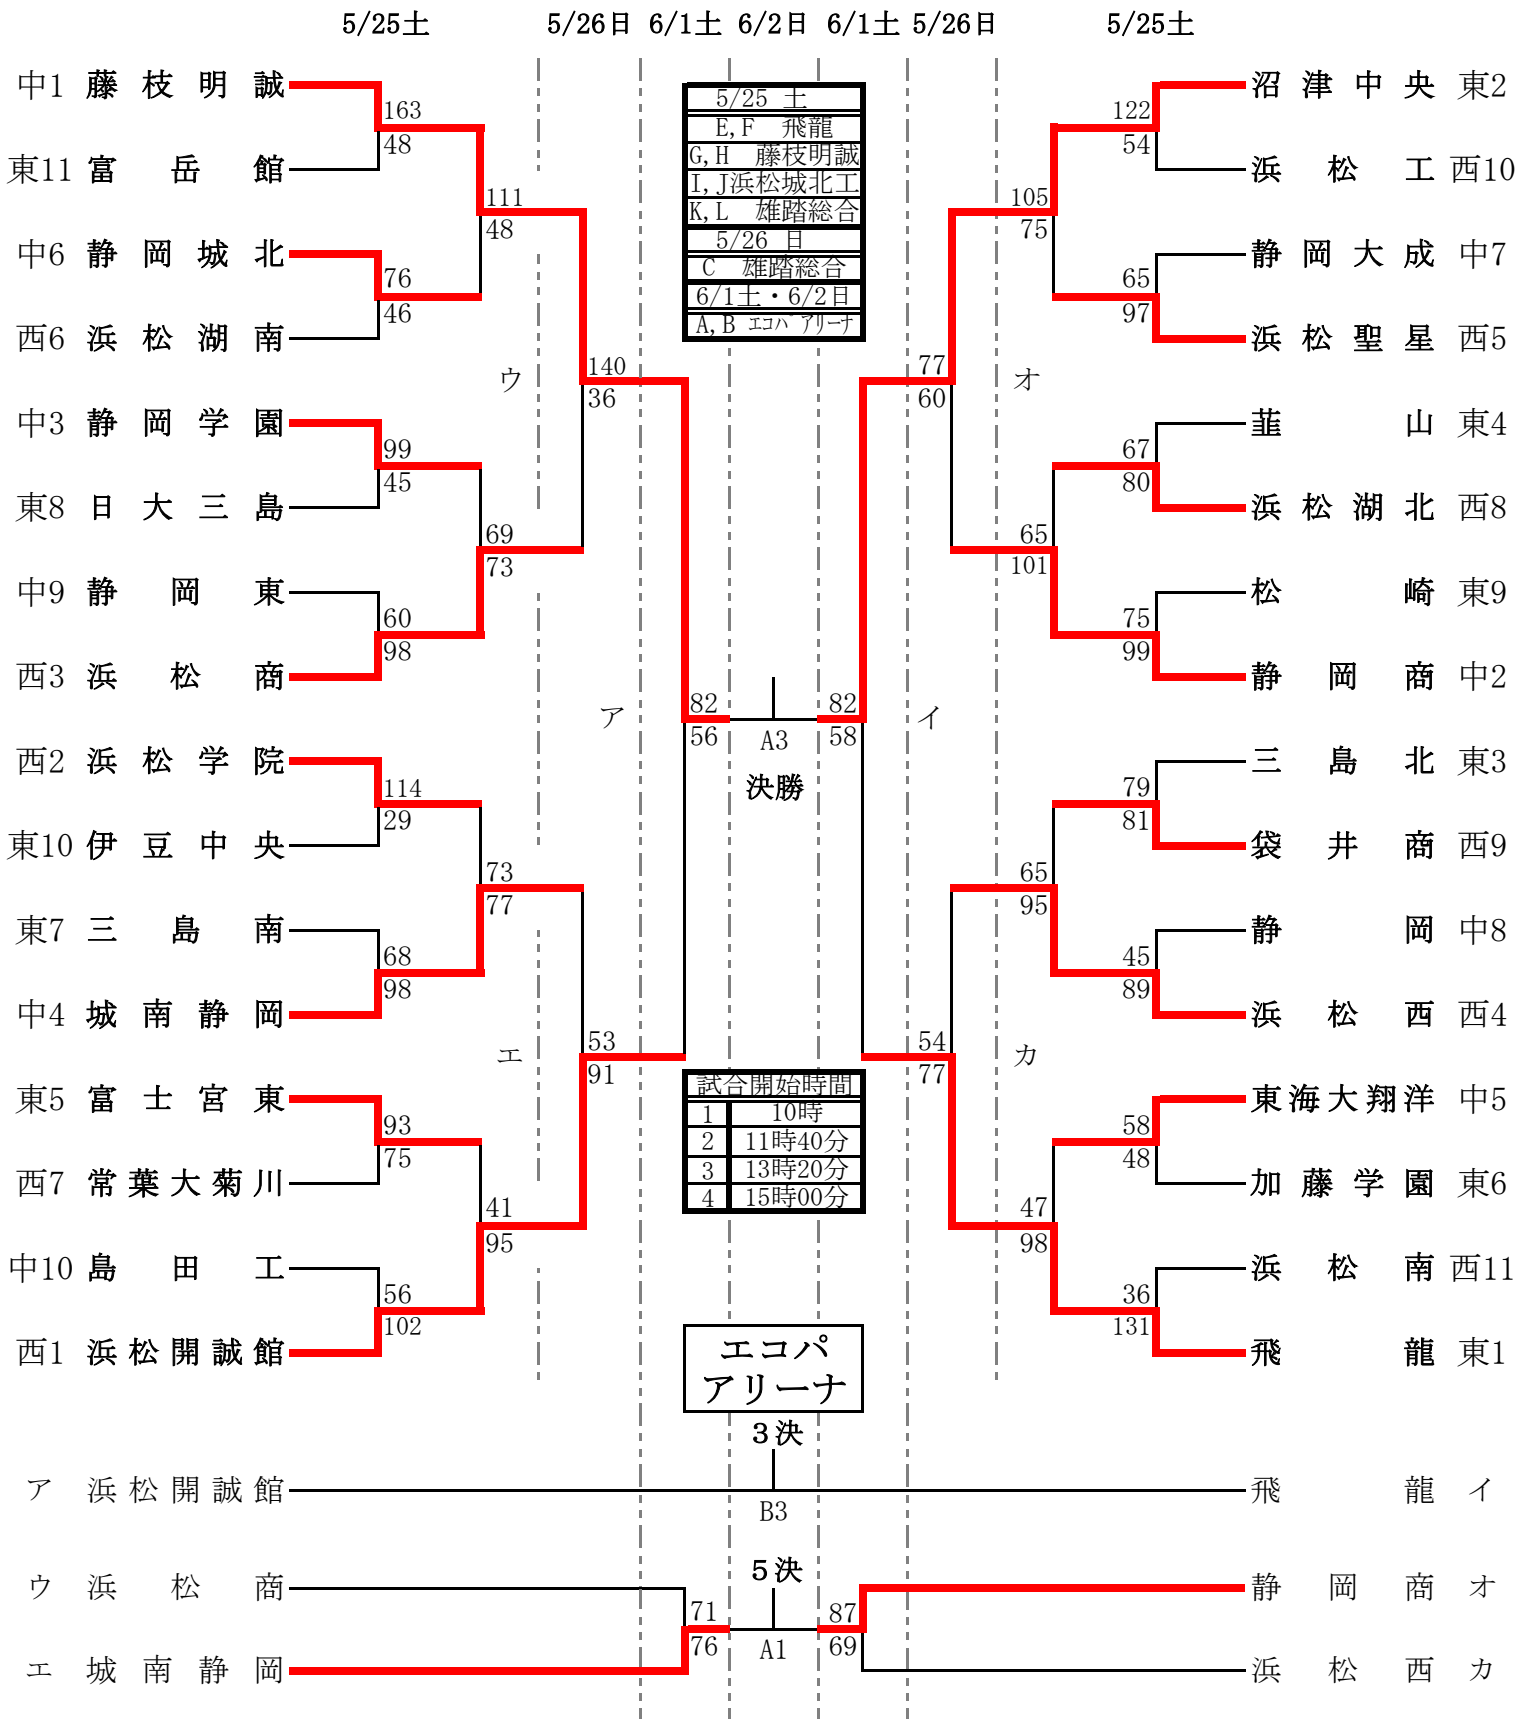 5/25土 5/26日 6/1土 6/2日 6/1土 5/26日 5/25土
中1 藤枝明誠
163
48
東11 富岳館
111
48
中6 静岡城北
76
46
西6 浜松湖南
ウ
140
36
中3 静岡学園
99
45
東8 日大三島
69
73
中9 静岡東
60
98
西3 浜松商
ア
82
56
西2 浜松学院
114
29
東10 伊豆中央
73
77
東7 三島南
68
98
中4 城南静岡
エ
53
91
東5 富士宮東
93
75
西7 常葉大菊川
41
95
中10 島田工
56
102
西1 浜松開誠館
5/25 土
E,F 飛龍
G,H 藤枝明誠
I,J浜松城北工
K,L 雄踏総合
5/26 日
C 雄踏総合
6/1土・6/2日
A,B エコパアリーナ
A3
決勝
試合開始時間
1 10時
2 11時40分
3 13時20分
4 15時00分
エコパ
アリーナ
沼津中央 東2
122
54
浜松工 西10
105
75
静岡大成 中7
65
97
浜松聖星 西5
オ
77
60
韮山 東4
67
80
浜松湖北 西8
65
101
松崎 東9
75
99
静岡商 中2
イ
82
58
三島北 東3
79
81
袋井商 西9
65
95
静岡 中8
45
89
浜松西 西4
カ
54
77
東海大翔洋 中5
58
48
加藤学園 東6
47
98
浜松南 西11
36
131
飛龍 東1
3決
ア 浜松開誠館 飛龍 イ
B3
5決
ウ 浜松商 静岡商 オ
71 87
76 A1 69
エ 城南静岡 浜松西 カ